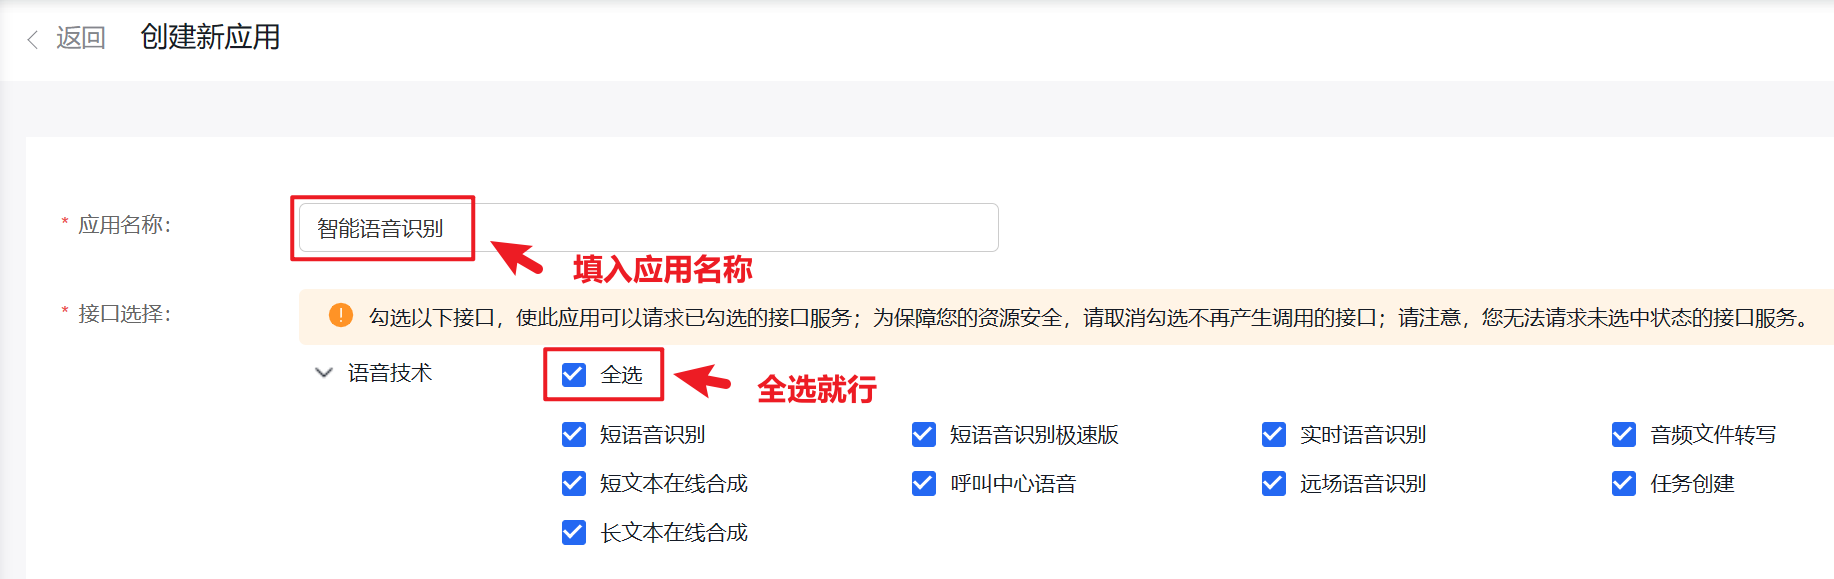 返回 创建新应用
* 应用名称： 智能语音识别
填入应用名称
* 接口选择： 勾选以下接口，使此应用可以请求已勾选的接口服务；为保障您的资源安全，请取消勾选不再产生调用的接口；请注意，您无法请求未选中状态的接口服务。
语音技术 全选
全选就行
短语音识别 短语音识别极速版 实时语音识别 音频文件转写
短文本在线合成 呼叫中心语音 远场语音识别 任务创建
长文本在线合成